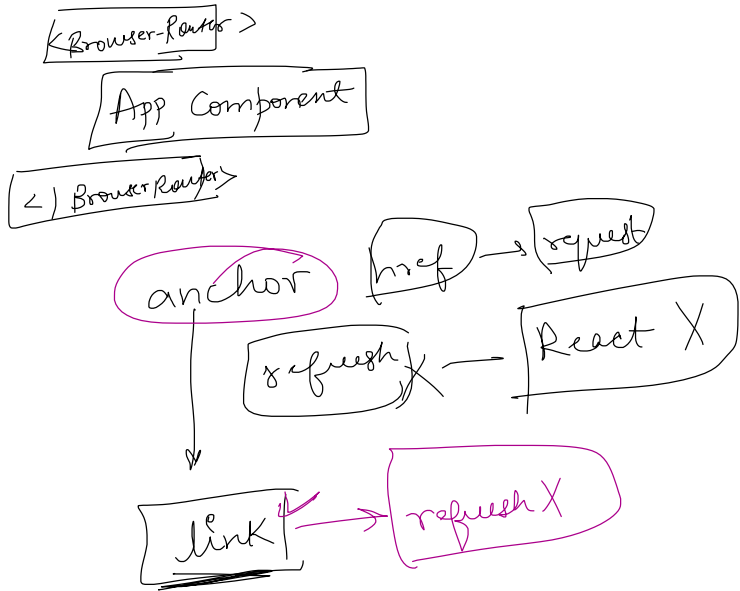 <Browser-Router>
App Component
</BrowserRouter>
anchor
href
request
refresh X
React X
link
refresh X